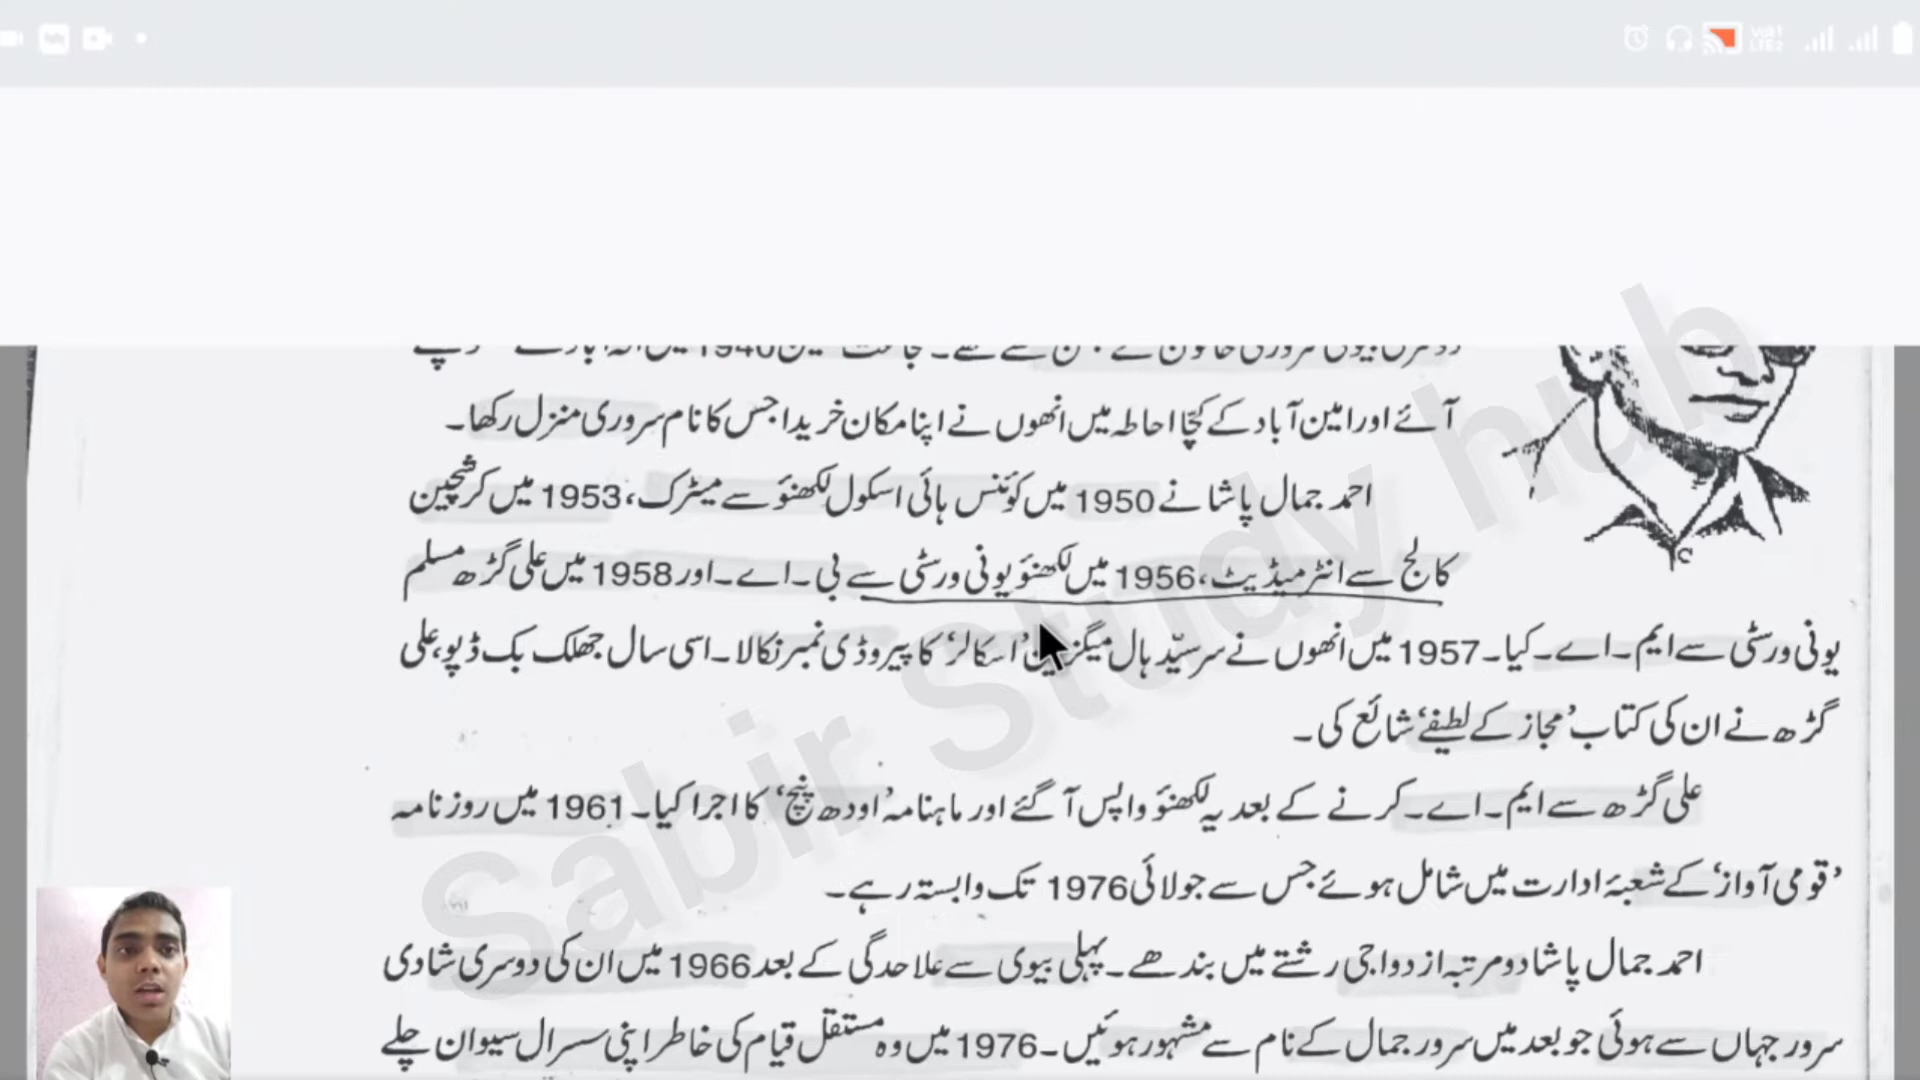 آئے اور امین آباد کے کچّا احاطہ میں انھوں نے اپنا مکان خریدا جس کا نام سروری منزل رکھا۔
احمد جمال پاشا نے 1950 میں کوئنس ہائی اسکول لکھنؤ سے میٹرک، 1953 میں کرسچین
کالج سے انٹرمیڈیٹ، 1956 میں لکھنؤ یونی ورسٹی سے بی۔اے۔ اور 1958 میں علی گڑھ مسلم
یونی ورسٹی سے ایم۔اے۔ کیا۔ 1957 میں انھوں نے سرسیّد ہال میگزین 'اسکالر' کا پیروڈی نمبر نکالا۔ اسی سال جھلک بک ڈپو، علی
گڑھ نے ان کی کتاب 'مجاز کے لطیفے' شائع کی۔
علی گڑھ سے ایم۔اے۔ کرنے کے بعد یہ لکھنؤ واپس آ گئے اور ماہنامہ 'اودھ پنچ' کا اجرا کیا۔ 1961 میں روزنامہ
'قومی آواز' کے شعبۂ ادارت میں شامل ہوئے جس سے جولائی 1976 تک وابستہ رہے۔
احمد جمال پاشا دو مرتبہ ازدواجی رشتے میں بندھے۔ پہلی بیوی سے علاحدگی کے بعد 1966 میں ان کی دوسری شادی
سرور جہاں سے ہوئی جو بعد میں سرور جمال کے نام سے مشہور ہوئیں۔ 1976 میں وہ مستقل قیام کی خاطر اپنی سسرال سیوان چلے
Sabir Study hub